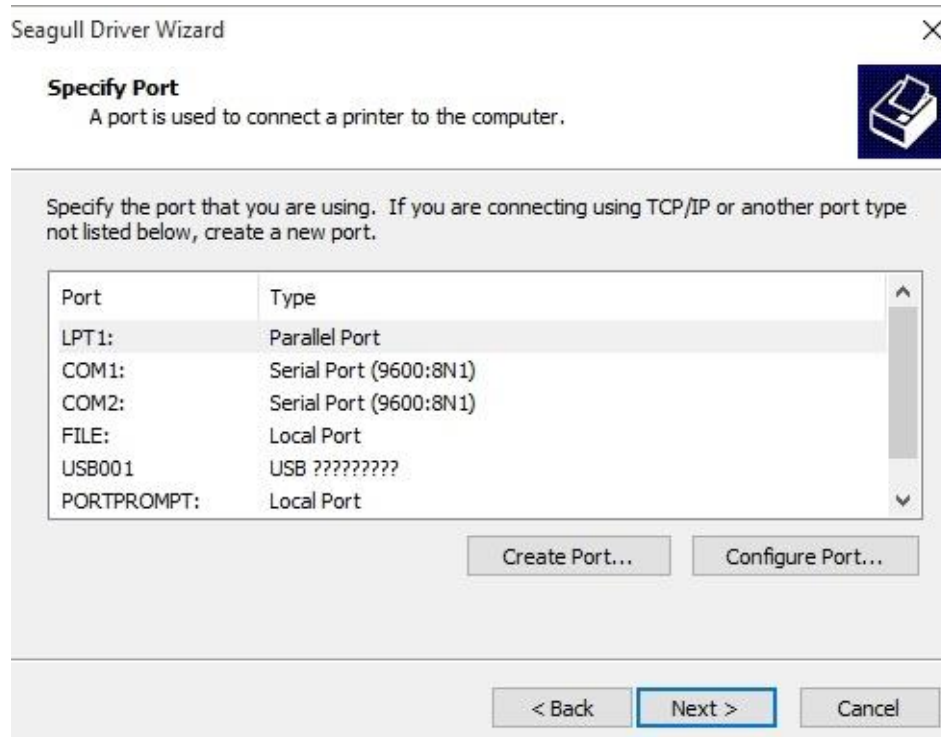 Seagull Driver Wizard
Specify Port
A port is used to connect a printer to the computer.
Specify the port that you are using.  If you are connecting using TCP/IP or another port type
not listed below, create a new port.
Port Type
LPT1: Parallel Port
COM1: Serial Port (9600:8N1)
COM2: Serial Port (9600:8N1)
FILE: Local Port
USB001 USB ?????????
PORTPROMPT: Local Port
Create Port... Configure Port...
< Back Next > Cancel